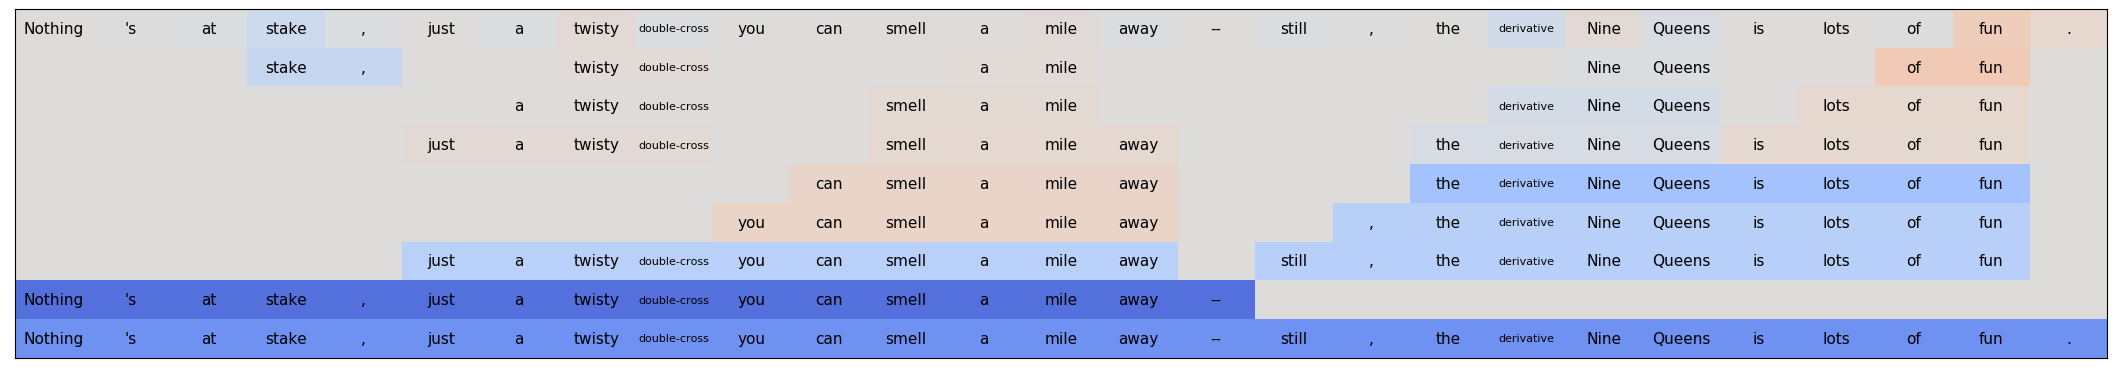 Nothing 's at stake , just a twisty double-cross you can smell a mile away -- still , the derivative Nine Queens is lots of fun .
stake , twisty double-cross a mile Nine Queens of fun
a twisty double-cross smell a mile derivative Nine Queens lots of fun
just a twisty double-cross smell a mile away the derivative Nine Queens is lots of fun
can smell a mile away the derivative Nine Queens is lots of fun
you can smell a mile away , the derivative Nine Queens is lots of fun
just a twisty double-cross you can smell a mile away still , the derivative Nine Queens is lots of fun
Nothing 's at stake , just a twisty double-cross you can smell a mile away --
Nothing 's at stake , just a twisty double-cross you can smell a mile away -- still , the derivative Nine Queens is lots of fun .